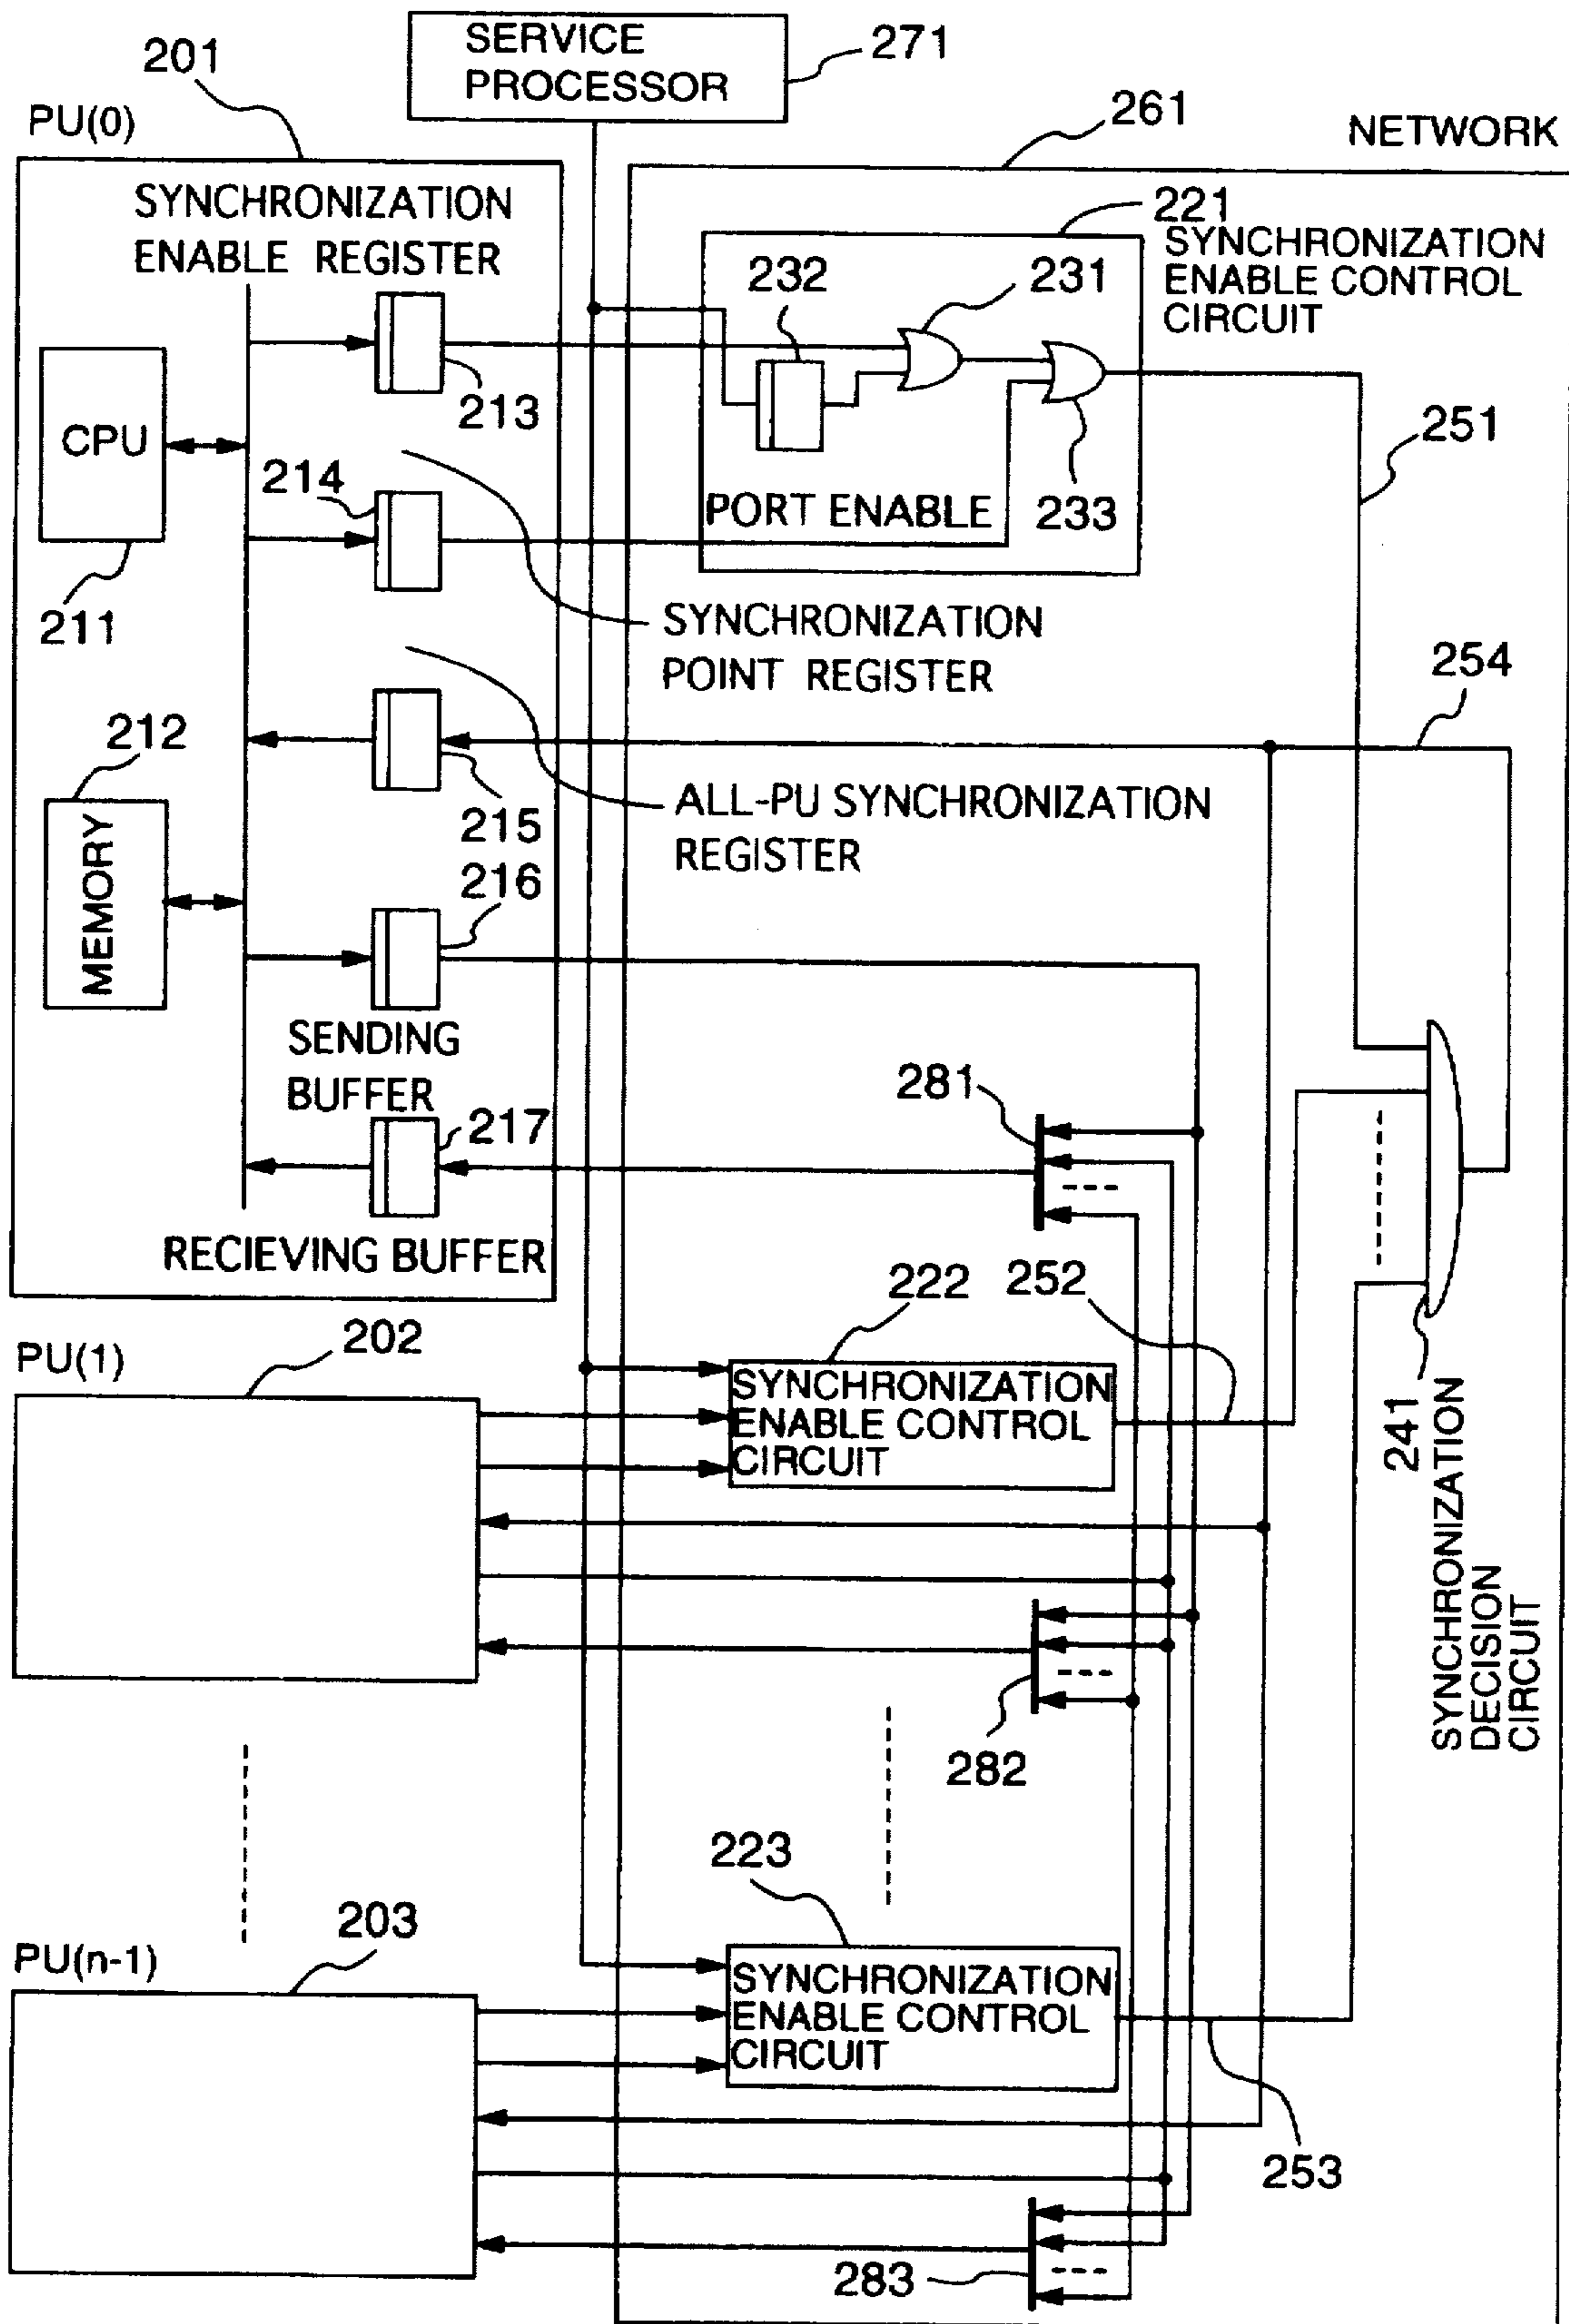 SERVICE
PROCESSOR
271
201
PU(0)
261
NETWORK
SYNCHRONIZATION
ENABLE REGISTER
221
SYNCHRONIZATION
ENABLE CONTROL
CIRCUIT
232
231
213
CPU
214
PORT ENABLE
233
251
211
SYNCHRONIZATION
POINT REGISTER
254
212
215
ALL-PU SYNCHRONIZATION
REGISTER
MEMORY
216
SENDING
BUFFER
281
217
RECIEVING BUFFER
222
252
PU(1)
202
SYNCHRONIZATION
ENABLE CONTROL
CIRCUIT
241
SYNCHRONIZATION
DECISION
CIRCUIT
282
223
203
PU(n-1)
SYNCHRONIZATION
ENABLE CONTROL
CIRCUIT
253
283